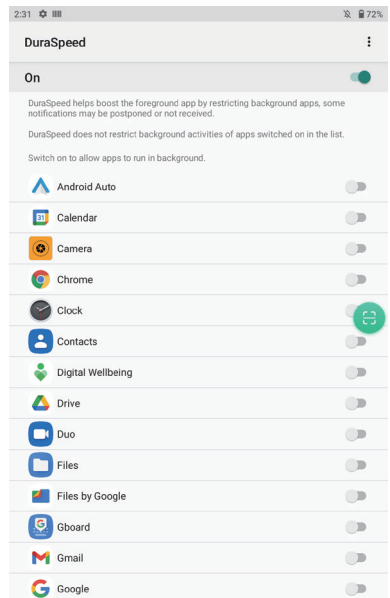 2:31 72%
DuraSpeed
On
DuraSpeed helps boost the foreground app by restricting background apps, some
notifications may be postponed or not received.
DuraSpeed does not restrict background activities of apps switched on in the list.
Switch on to allow apps to run in background.
Android Auto
31 Calendar
Camera
Chrome
Clock
Contacts
Digital Wellbeing
Drive
Duo
Files
Files by Google
G Gboard
Gmail
Google